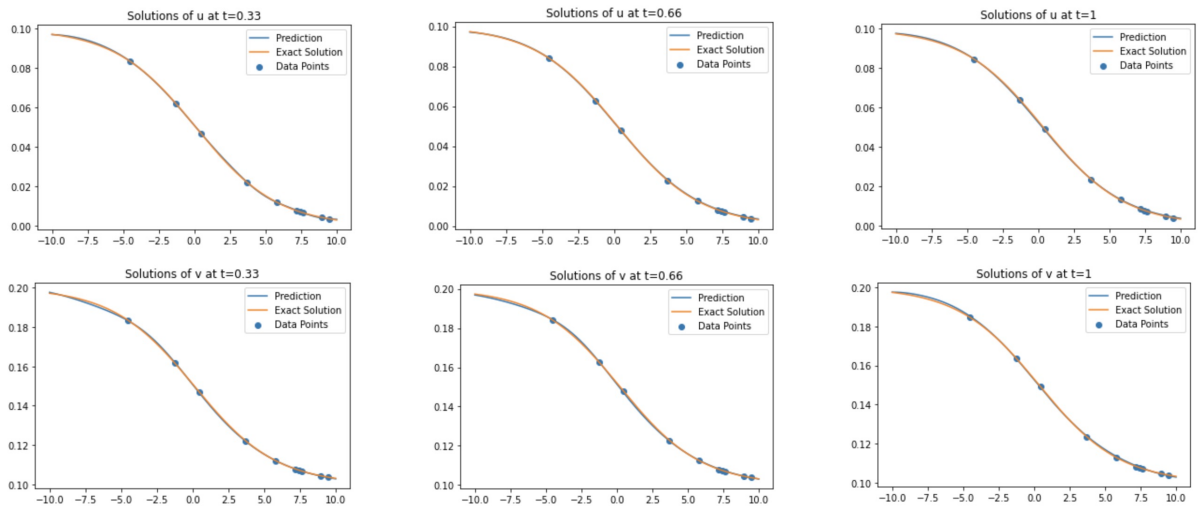 Solutions of u at t=0.33
0.10
0.08
0.06
0.04
0.02
0.00
Prediction
Exact Solution
Data Points
−10.0 −7.5 −5.0 −2.5 0.0 2.5 5.0 7.5 10.0
Solutions of u at t=0.66
0.10
0.08
0.06
0.04
0.02
0.00
Prediction
Exact Solution
Data Points
−10.0 −7.5 −5.0 −2.5 0.0 2.5 5.0 7.5 10.0
Solutions of u at t=1
0.10
0.08
0.06
0.04
0.02
0.00
Prediction
Exact Solution
Data Points
−10.0 −7.5 −5.0 −2.5 0.0 2.5 5.0 7.5 10.0
Solutions of v at t=0.33
0.20
0.18
0.16
0.14
0.12
0.10
Prediction
Exact Solution
Data Points
−10.0 −7.5 −5.0 −2.5 0.0 2.5 5.0 7.5 10.0
Solutions of v at t=0.66
0.20
0.18
0.16
0.14
0.12
0.10
Prediction
Exact Solution
Data Points
−10.0 −7.5 −5.0 −2.5 0.0 2.5 5.0 7.5 10.0
Solutions of v at t=1
0.20
0.18
0.16
0.14
0.12
0.10
Prediction
Exact Solution
Data Points
−10.0 −7.5 −5.0 −2.5 0.0 2.5 5.0 7.5 10.0